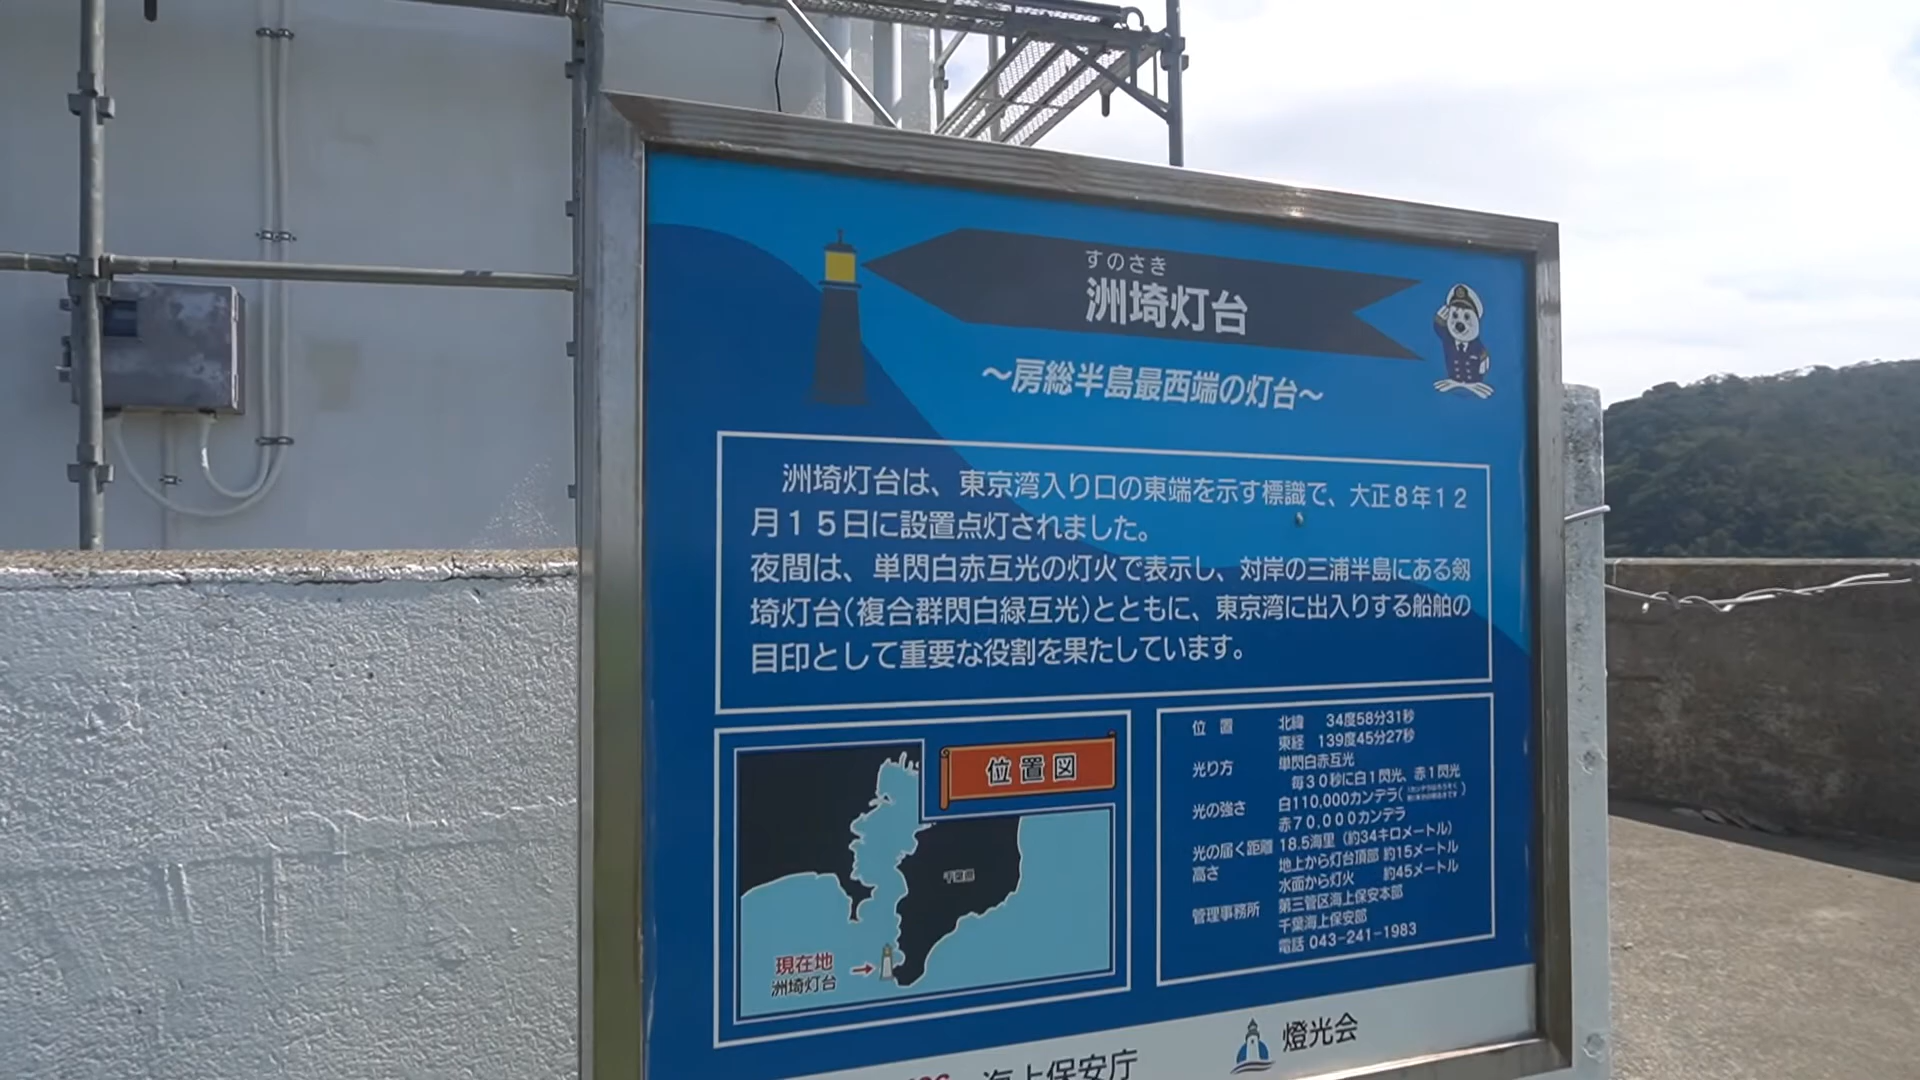 すのさき
洲埼灯台
～房総半島最西端の灯台～
洲埼灯台は、東京湾入り口の東端を示す標識で、大正8年12
月15日に設置点灯されました。
夜間は、単閃白赤互光の灯火で表示し、対岸の三浦半島にある剱
埼灯台(複合群閃白緑互光)とともに、東京湾に出入りする船舶の
目印として重要な役割を果たしています。
位置図
千葉県
現在地
洲埼灯台
位 置 北緯 34度58分31秒
東経 139度45分27秒
光り方 単閃白赤互光
毎30秒に白1閃光、赤1閃光
光の強さ 白110,000カンデラ
赤70,000カンデラ
光の届く距離 18.5海里（約34キロメートル）
高さ 地上から灯台頂部 約15メートル
水面から灯火 約45メートル
管理事務所 第三管区海上保安本部
千葉海上保安部
電話 043-241-1983
海上保安庁
燈光会